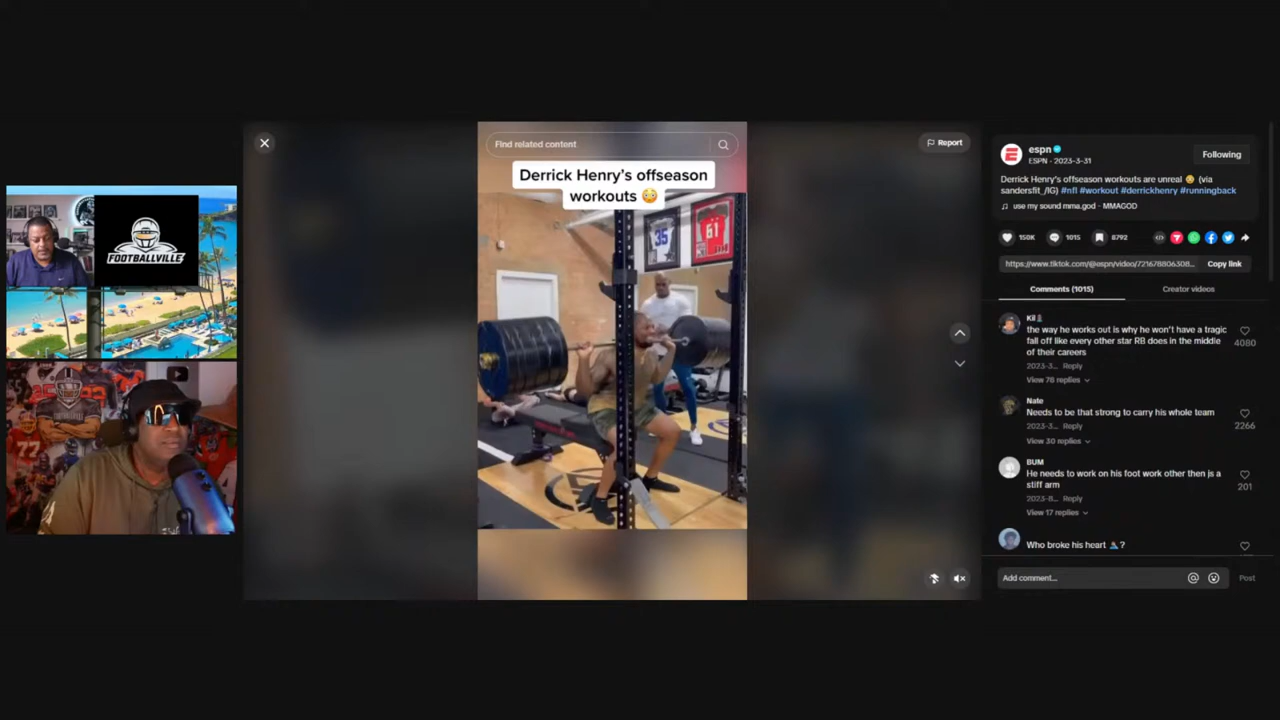 Find related content
Report
Derrick Henry's offseason
workouts 😳
35
61
FOOTBALLVILLE
77
espn
ESPN · 2023-3-31
Following
Derrick Henry's offseason workouts are unreal 😳 (via
sandersfit_/IG) #nfl #workout #derrickhenry #runningback
use my sound mma.god - MMAGOD
150K
1015
8792
https://www.tiktok.com/@espn/video/721678806308...
Copy link
Comments (1015)
Creator videos
the way he works out is why he won't have a tragic
fall off like every other star RB does in the middle
of their careers
4080
2023-3... Reply
View 78 replies
Nate
Needs to be that strong to carry his whole team
2266
2023-3... Reply
View 30 replies
BUM
He needs to work on his foot work other then js a
stiff arm
201
2023-8... Reply
View 17 replies
Who broke his heart ?
Add comment...
Post